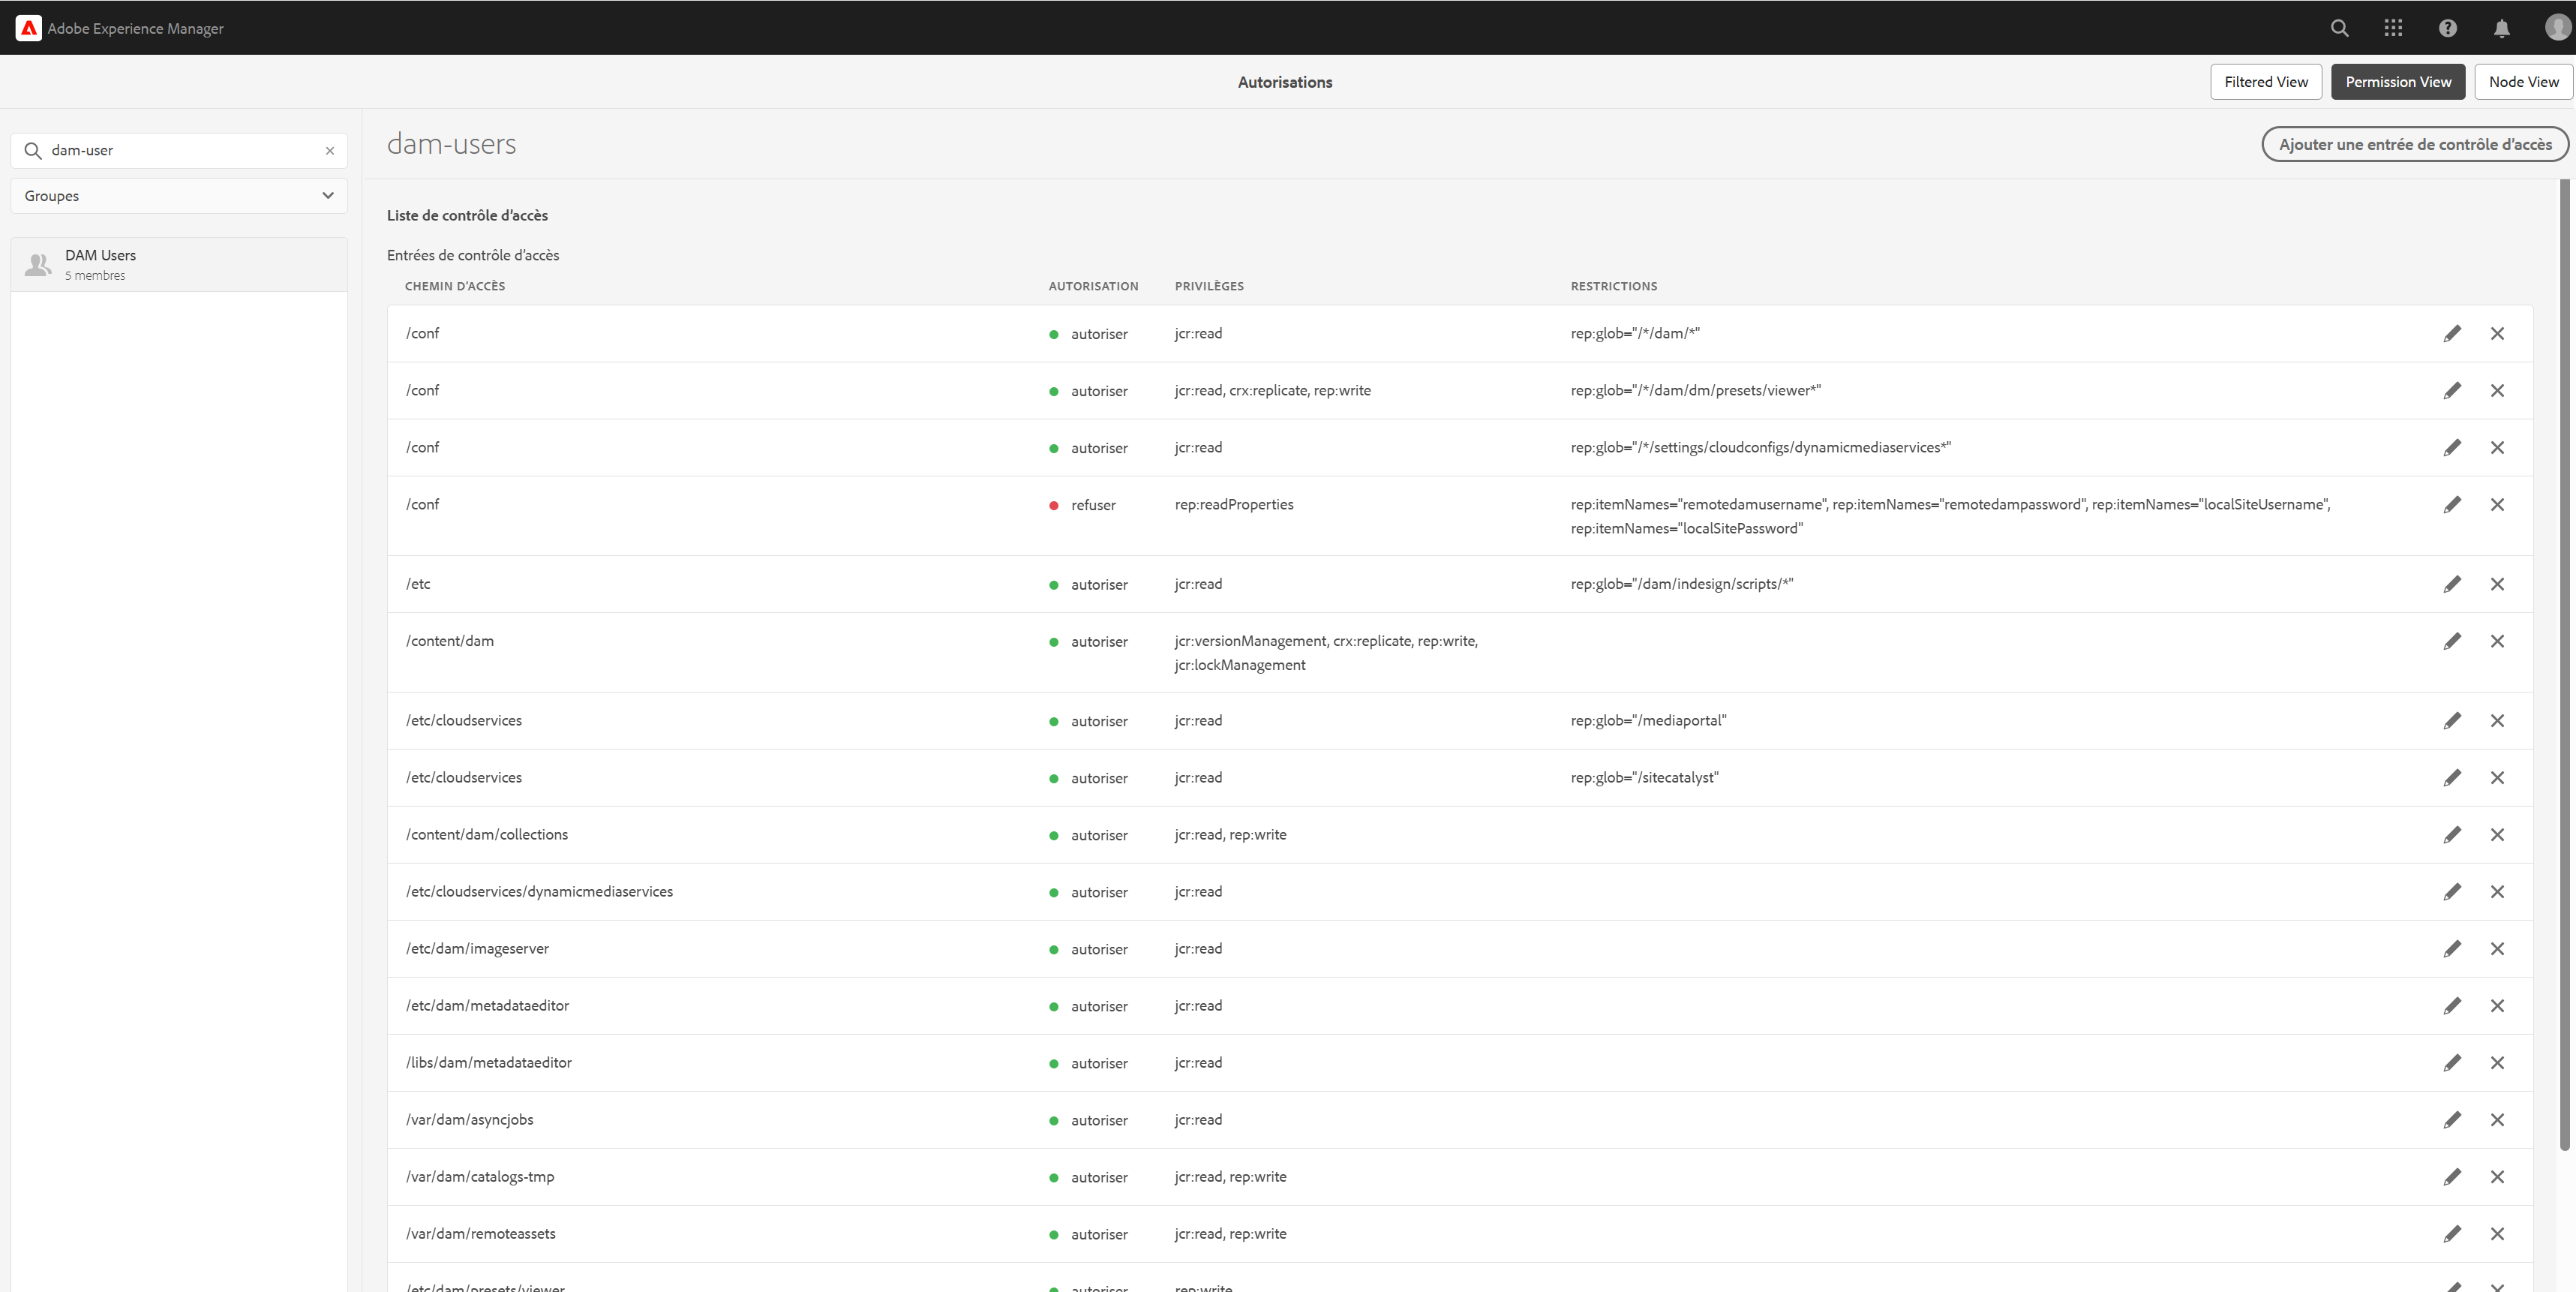 Adobe Experience Manager
Autorisations
Filtered View
Permission View
Node View
dam-user
Groupes
DAM Users
5 membres
dam-users
Ajouter une entrée de contrôle d'accès
Liste de contrôle d'accès
Entrées de contrôle d'accès
CHEMIN D'ACCÈS AUTORISATION PRIVILÈGES RESTRICTIONS
/conf autoriser jcr:read rep:glob="/*/dam/*"
/conf autoriser jcr:read, crx:replicate, rep:write rep:glob="/*/dam/dm/presets/viewer*"
/conf autoriser jcr:read rep:glob="/*/settings/cloudconfigs/dynamicmediaservices*"
/conf refuser rep:readProperties rep:itemNames="remotedamusername", rep:itemNames="remotedampassword", rep:itemNames="localSiteUsername",
rep:itemNames="localSitePassword"
/etc autoriser jcr:read rep:glob="/dam/indesign/scripts/*"
/content/dam autoriser jcr:versionManagement, crx:replicate, rep:write,
jcr:lockManagement
/etc/cloudservices autoriser jcr:read rep:glob="/mediaportal"
/etc/cloudservices autoriser jcr:read rep:glob="/sitecatalyst"
/content/dam/collections autoriser jcr:read, rep:write
/etc/cloudservices/dynamicmediaservices autoriser jcr:read
/etc/dam/imageserver autoriser jcr:read
/etc/dam/metadataeditor autoriser jcr:read
/libs/dam/metadataeditor autoriser jcr:read
/var/dam/asyncjobs autoriser jcr:read
/var/dam/catalogs-tmp autoriser jcr:read, rep:write
/var/dam/remoteassets autoriser jcr:read, rep:write
/etc/dam/presets/viewer autoriser rep:write